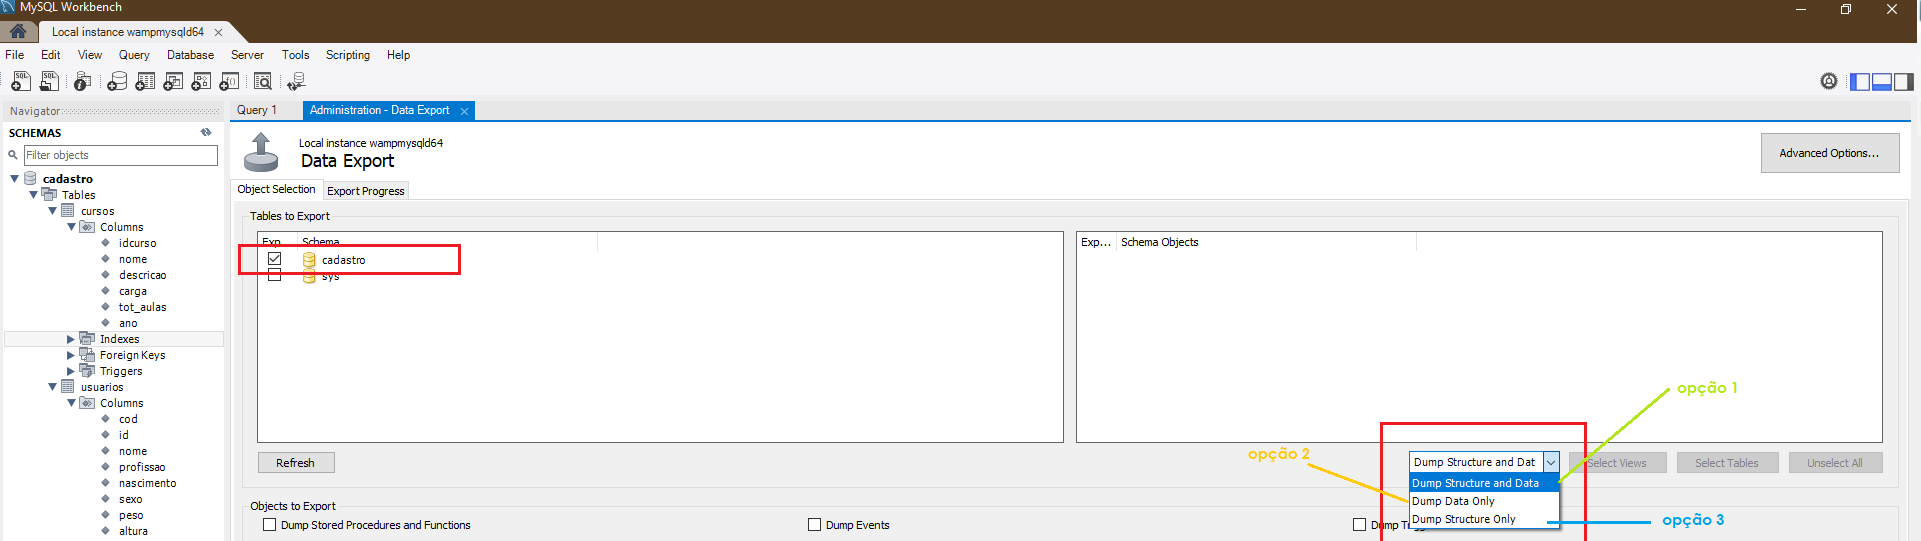 MySQL Workbench
Local instance wampmysqld64
File Edit View Query Database Server Tools Scripting Help
Navigator
SCHEMAS
Filter objects
cadastro
Tables
cursos
Columns
idcurso
nome
descricao
carga
tot_aulas
ano
Indexes
Foreign Keys
Triggers
usuarios
Columns
cod
id
nome
profissao
nascimento
sexo
peso
altura
Query 1
Administration - Data Export
Local instance wampmysqld64
Data Export
Advanced Options...
Object Selection
Export Progress
Tables to Export
Exp... Schema
cadastro
sys
Exp... Schema Objects
opção 1
opção 2
Refresh
Dump Structure and Dat
Select Views
Select Tables
Unselect All
Dump Structure and Data
Dump Data Only
Dump Structure Only
opção 3
Objects to Export
Dump Stored Procedures and Functions
Dump Events
Dump